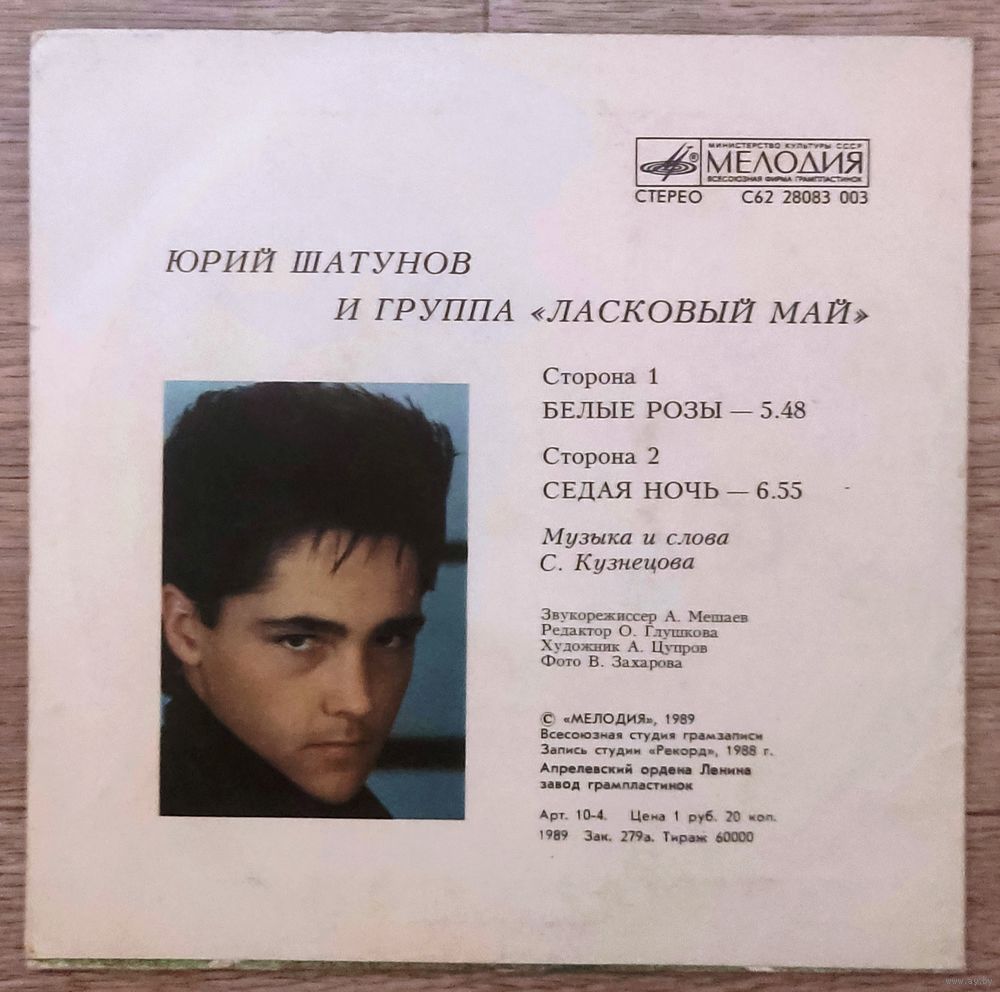 МИНИСТЕРСТВО КУЛЬТУРЫ СССР
МЕЛОДИЯ
ВСЕСОЮЗНАЯ ФИРМА ГРАМПЛАСТИНОК
СТЕРЕО С62 28083 003
ЮРИЙ ШАТУНОВ
И ГРУППА «ЛАСКОВЫЙ МАЙ»
Сторона 1
БЕЛЫЕ РОЗЫ — 5.48
Сторона 2
СЕДАЯ НОЧЬ — 6.55
Музыка и слова
С. Кузнецова
Звукорежиссер А. Мешаев
Редактор О. Глушкова
Художник А. Цупров
Фото В. Захарова
© «МЕЛОДИЯ», 1989
Всесоюзная студия грамзаписи
Запись студии «Рекорд», 1988 г.
Апрелевский ордена Ленина
завод грампластинок
Арт. 10-4. Цена 1 руб. 20 коп.
1989 Зак. 279а. Тираж 60000
www.ay.by